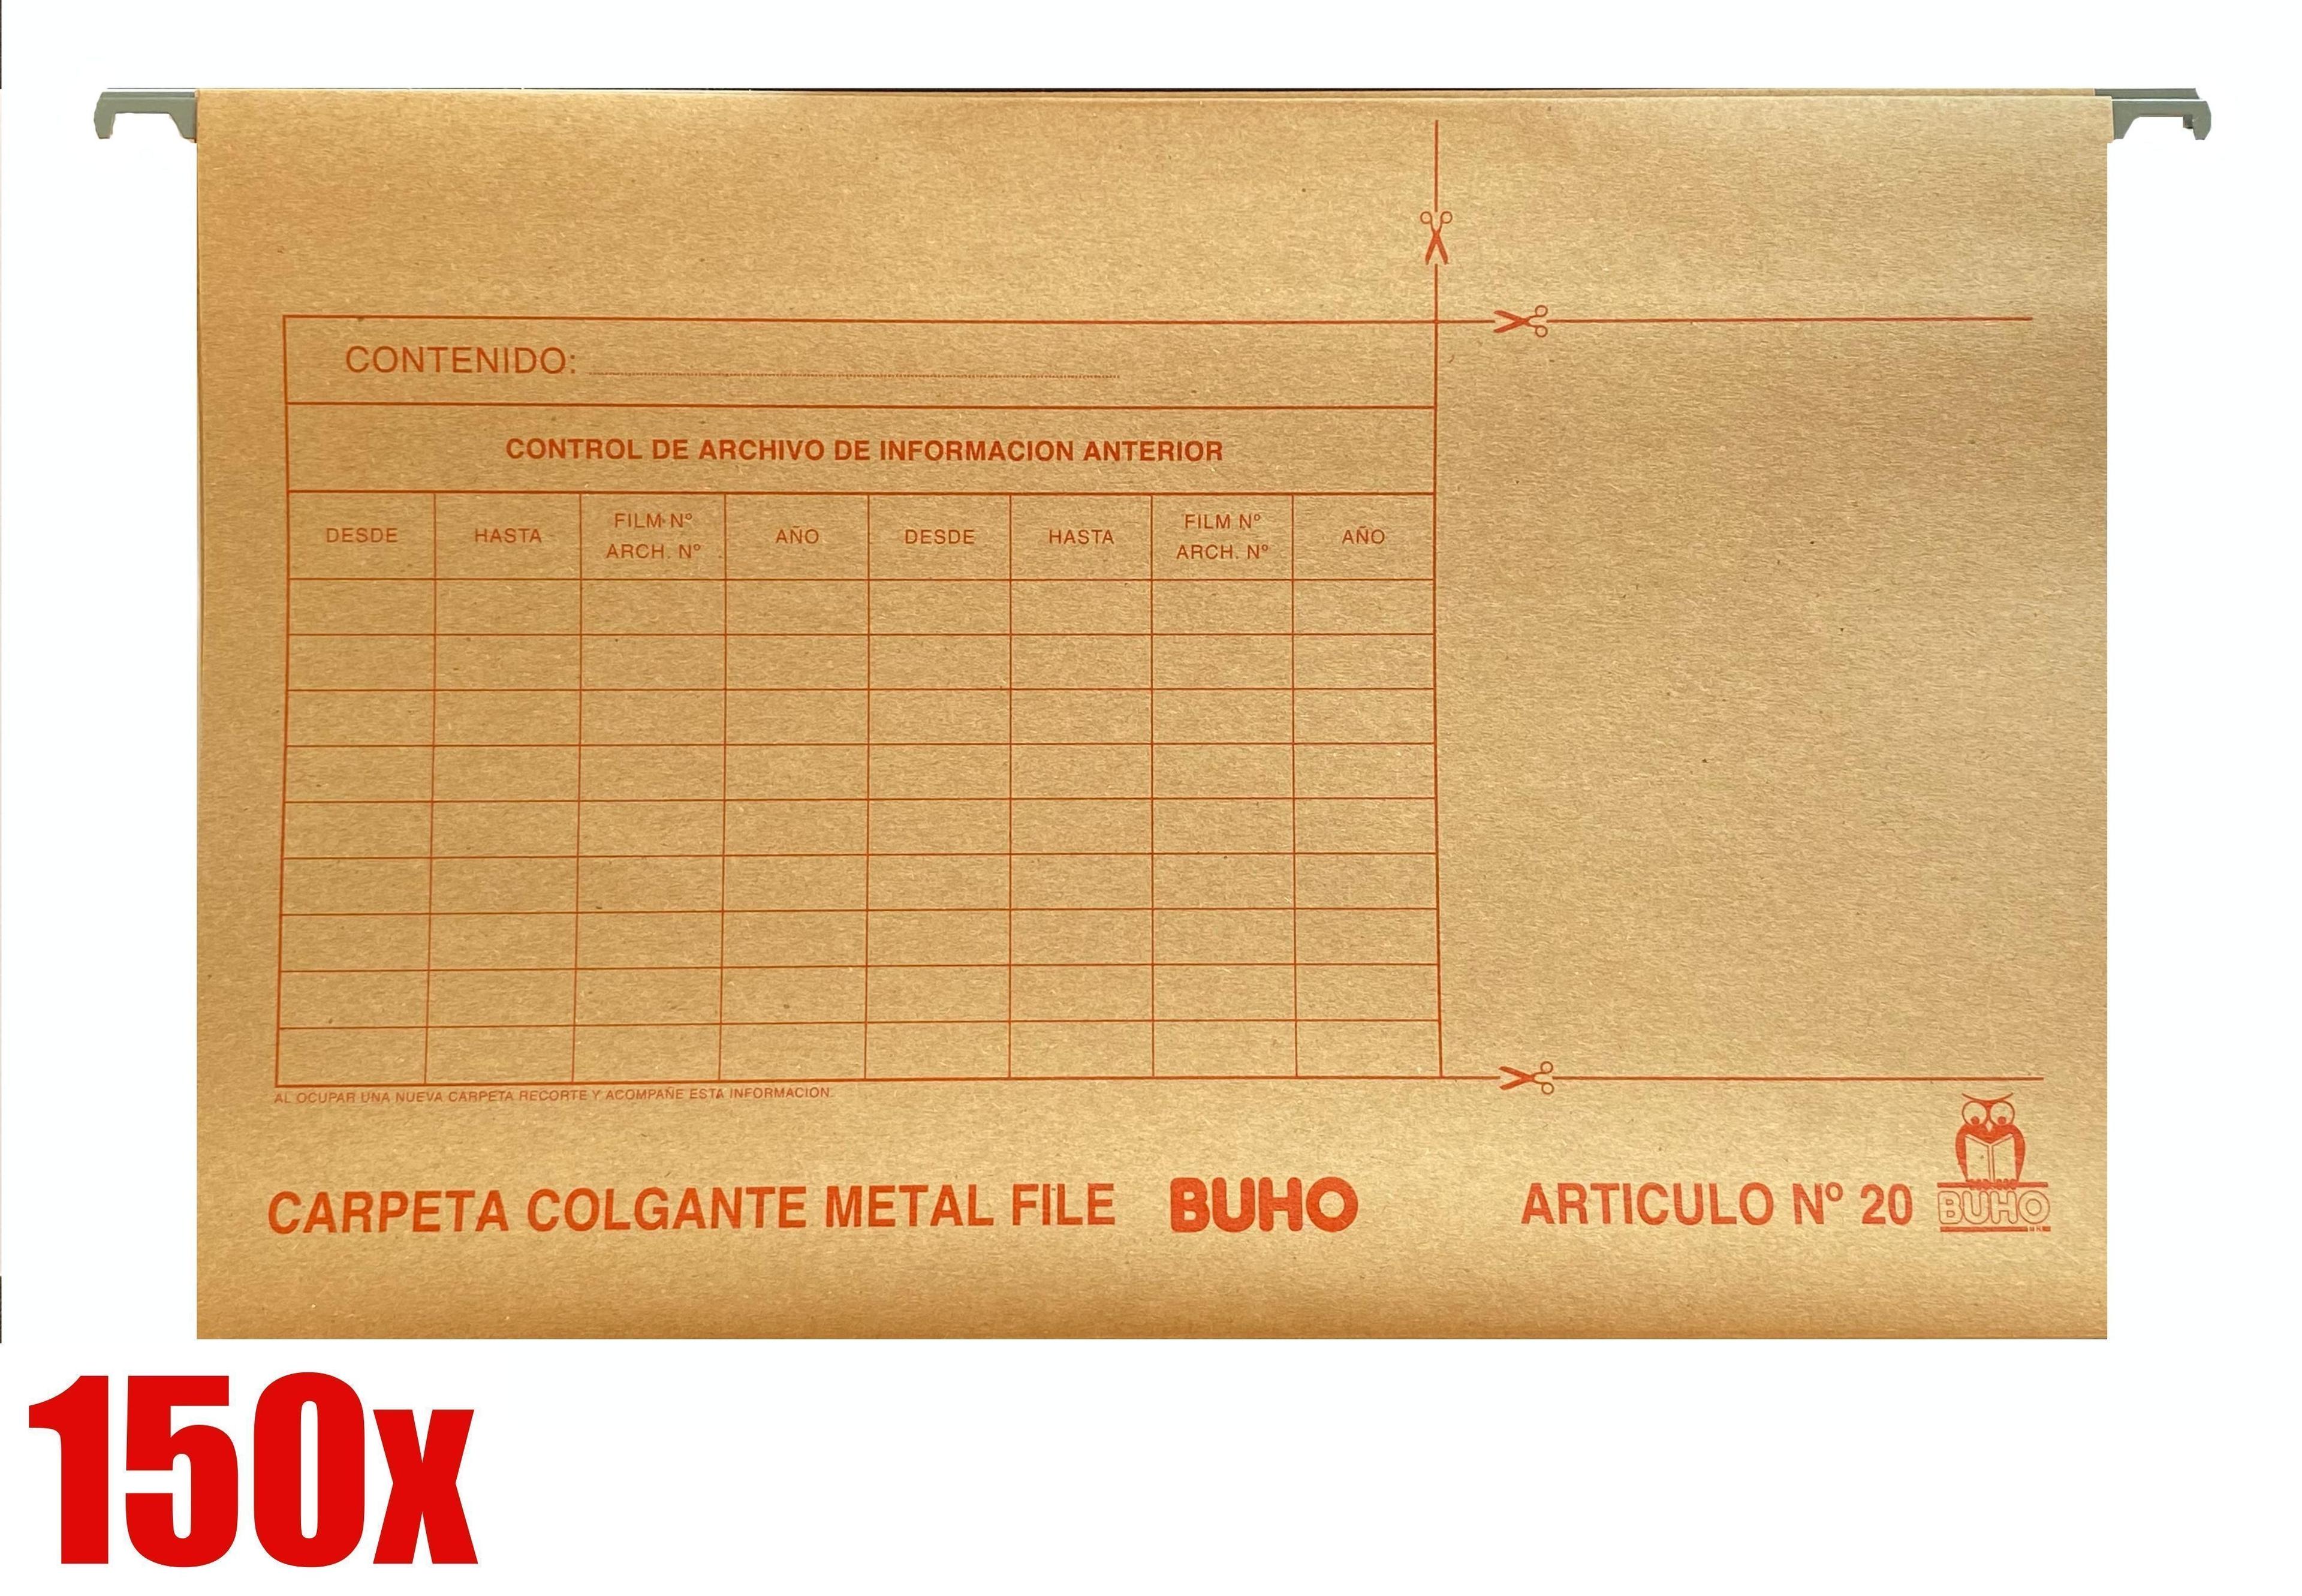 CONTENIDO:
CONTROL DE ARCHIVO DE INFORMACION ANTERIOR
DESDE HASTA FILM Nº ARCH. Nº AÑO DESDE HASTA FILM Nº ARCH. Nº AÑO
AL OCUPAR UNA NUEVA CARPETA RECORTE Y ACOMPAÑE ESTA INFORMACION.
CARPETA COLGANTE METAL FILE BUHO ARTICULO Nº 20
BUHO
150x